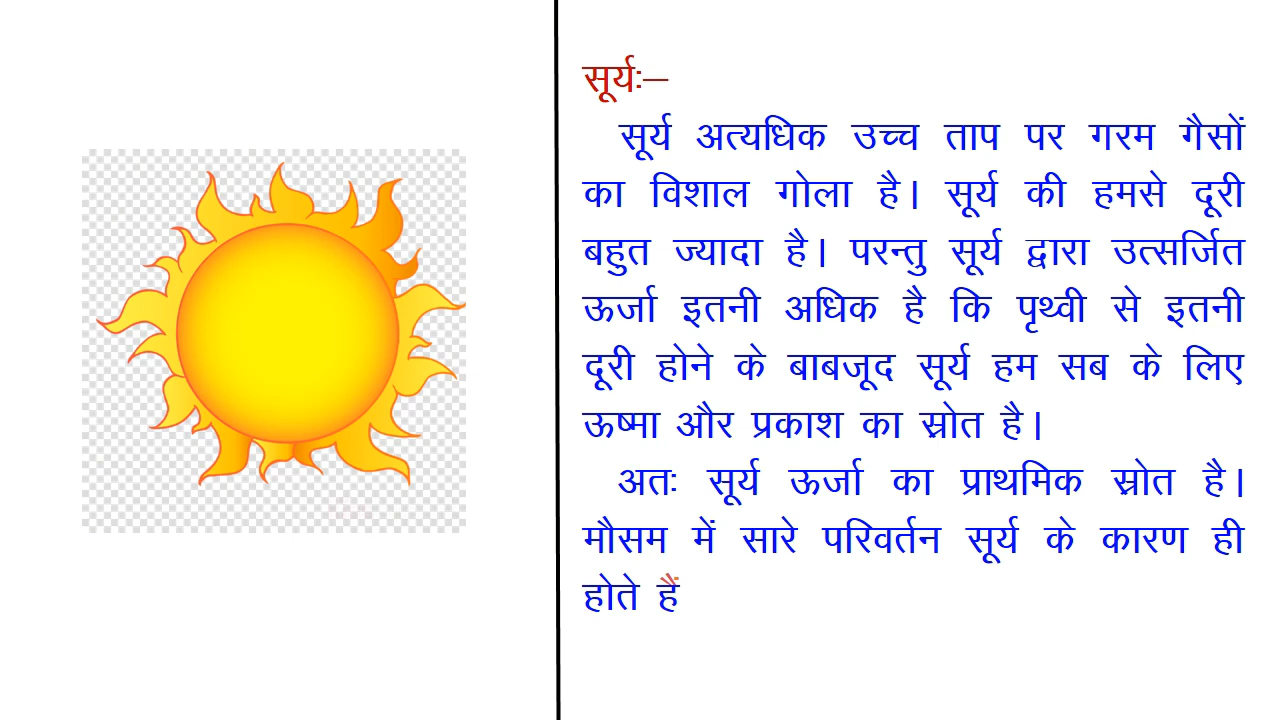 सूर्यः—
सूर्य अत्यधिक उच्च ताप पर गरम गैसों
का विशाल गोला है। सूर्य की हमसे दूरी
बहुत ज्यादा है। परन्तु सूर्य द्वारा उत्सर्जित
ऊर्जा इतनी अधिक है कि पृथ्वी से इतनी
दूरी होने के बाबजूद सूर्य हम सब के लिए
ऊष्मा और प्रकाश का स्रोत है।
अतः सूर्य ऊर्जा का प्राथमिक स्रोत है।
मौसम में सारे परिवर्तन सूर्य के कारण ही
होते हैं